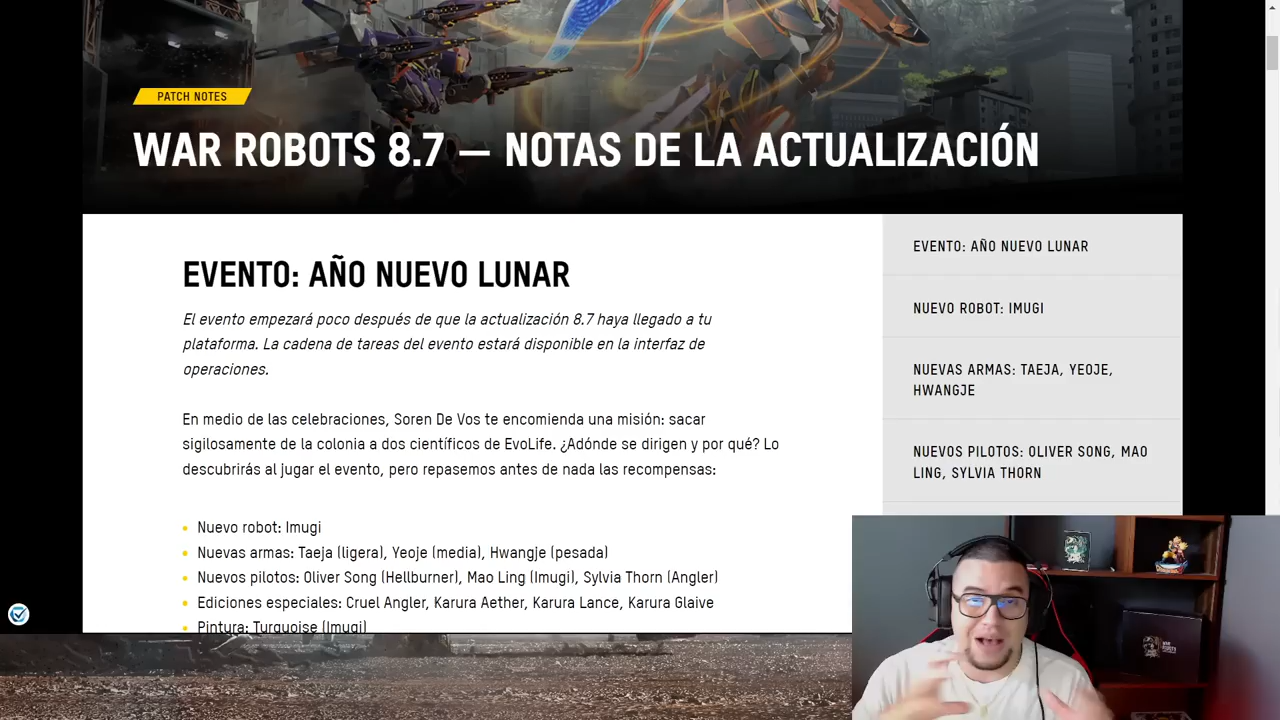 PATCH NOTES
WAR ROBOTS 8.7 — NOTAS DE LA ACTUALIZACIÓN
EVENTO: AÑO NUEVO LUNAR
El evento empezará poco después de que la actualización 8.7 haya llegado a tu
plataforma. La cadena de tareas del evento estará disponible en la interfaz de
operaciones.
En medio de las celebraciones, Soren De Vos te encomienda una misión: sacar
sigilosamente de la colonia a dos científicos de EvoLife. ¿Adónde se dirigen y por qué? Lo
descubrirás al jugar el evento, pero repasemos antes de nada las recompensas:
Nuevo robot: Imugi
Nuevas armas: Taeja (ligera), Yeoje (media), Hwangje (pesada)
Nuevos pilotos: Oliver Song (Hellburner), Mao Ling (Imugi), Sylvia Thorn (Angler)
Ediciones especiales: Cruel Angler, Karura Aether, Karura Lance, Karura Glaive
Pintura: Turquoise (Imugi)
EVENTO: AÑO NUEVO LUNAR
NUEVO ROBOT: IMUGI
NUEVAS ARMAS: TAEJA, YEOJE,
HWANGJE
NUEVOS PILOTOS: OLIVER SONG, MAO
LING, SYLVIA THORN